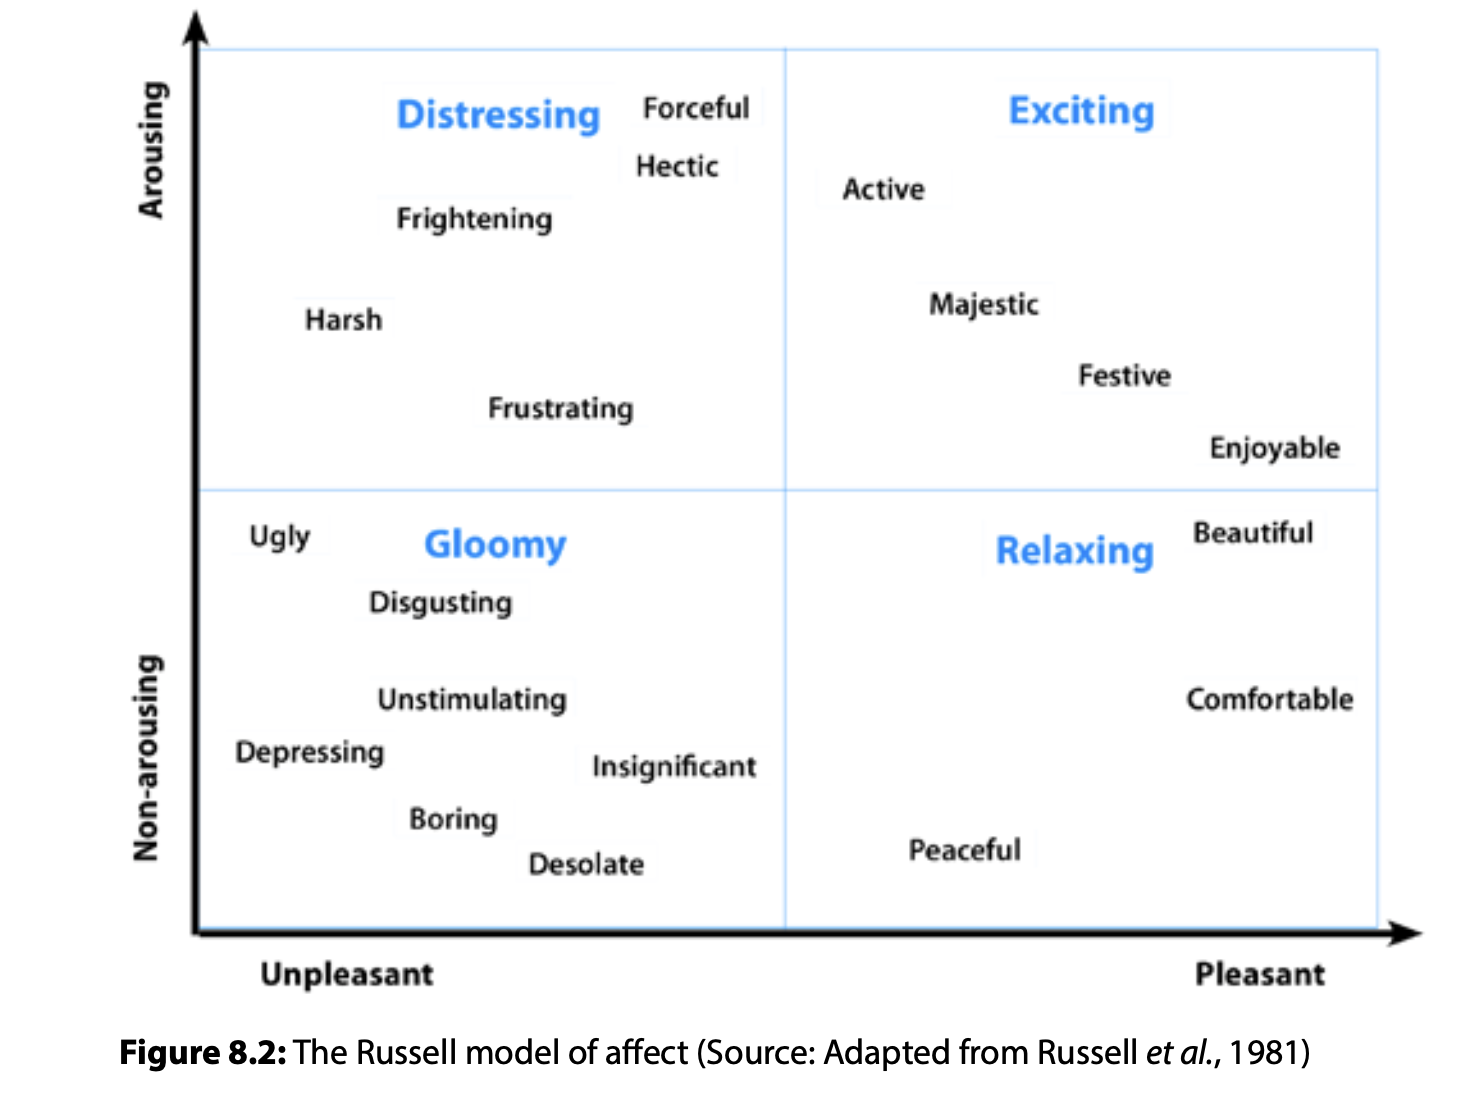 Arousing
Distressing
Forceful
Exciting
Hectic
Active
Frightening
Majestic
Harsh
Festive
Frustrating
Enjoyable
Non-arousing
Ugly
Gloomy
Beautiful
Relaxing
Disgusting
Unstimulating
Comfortable
Depressing
Insignificant
Boring
Peaceful
Desolate
Unpleasant
Pleasant
Figure 8.2: The Russell model of affect (Source: Adapted from Russell et al., 1981)